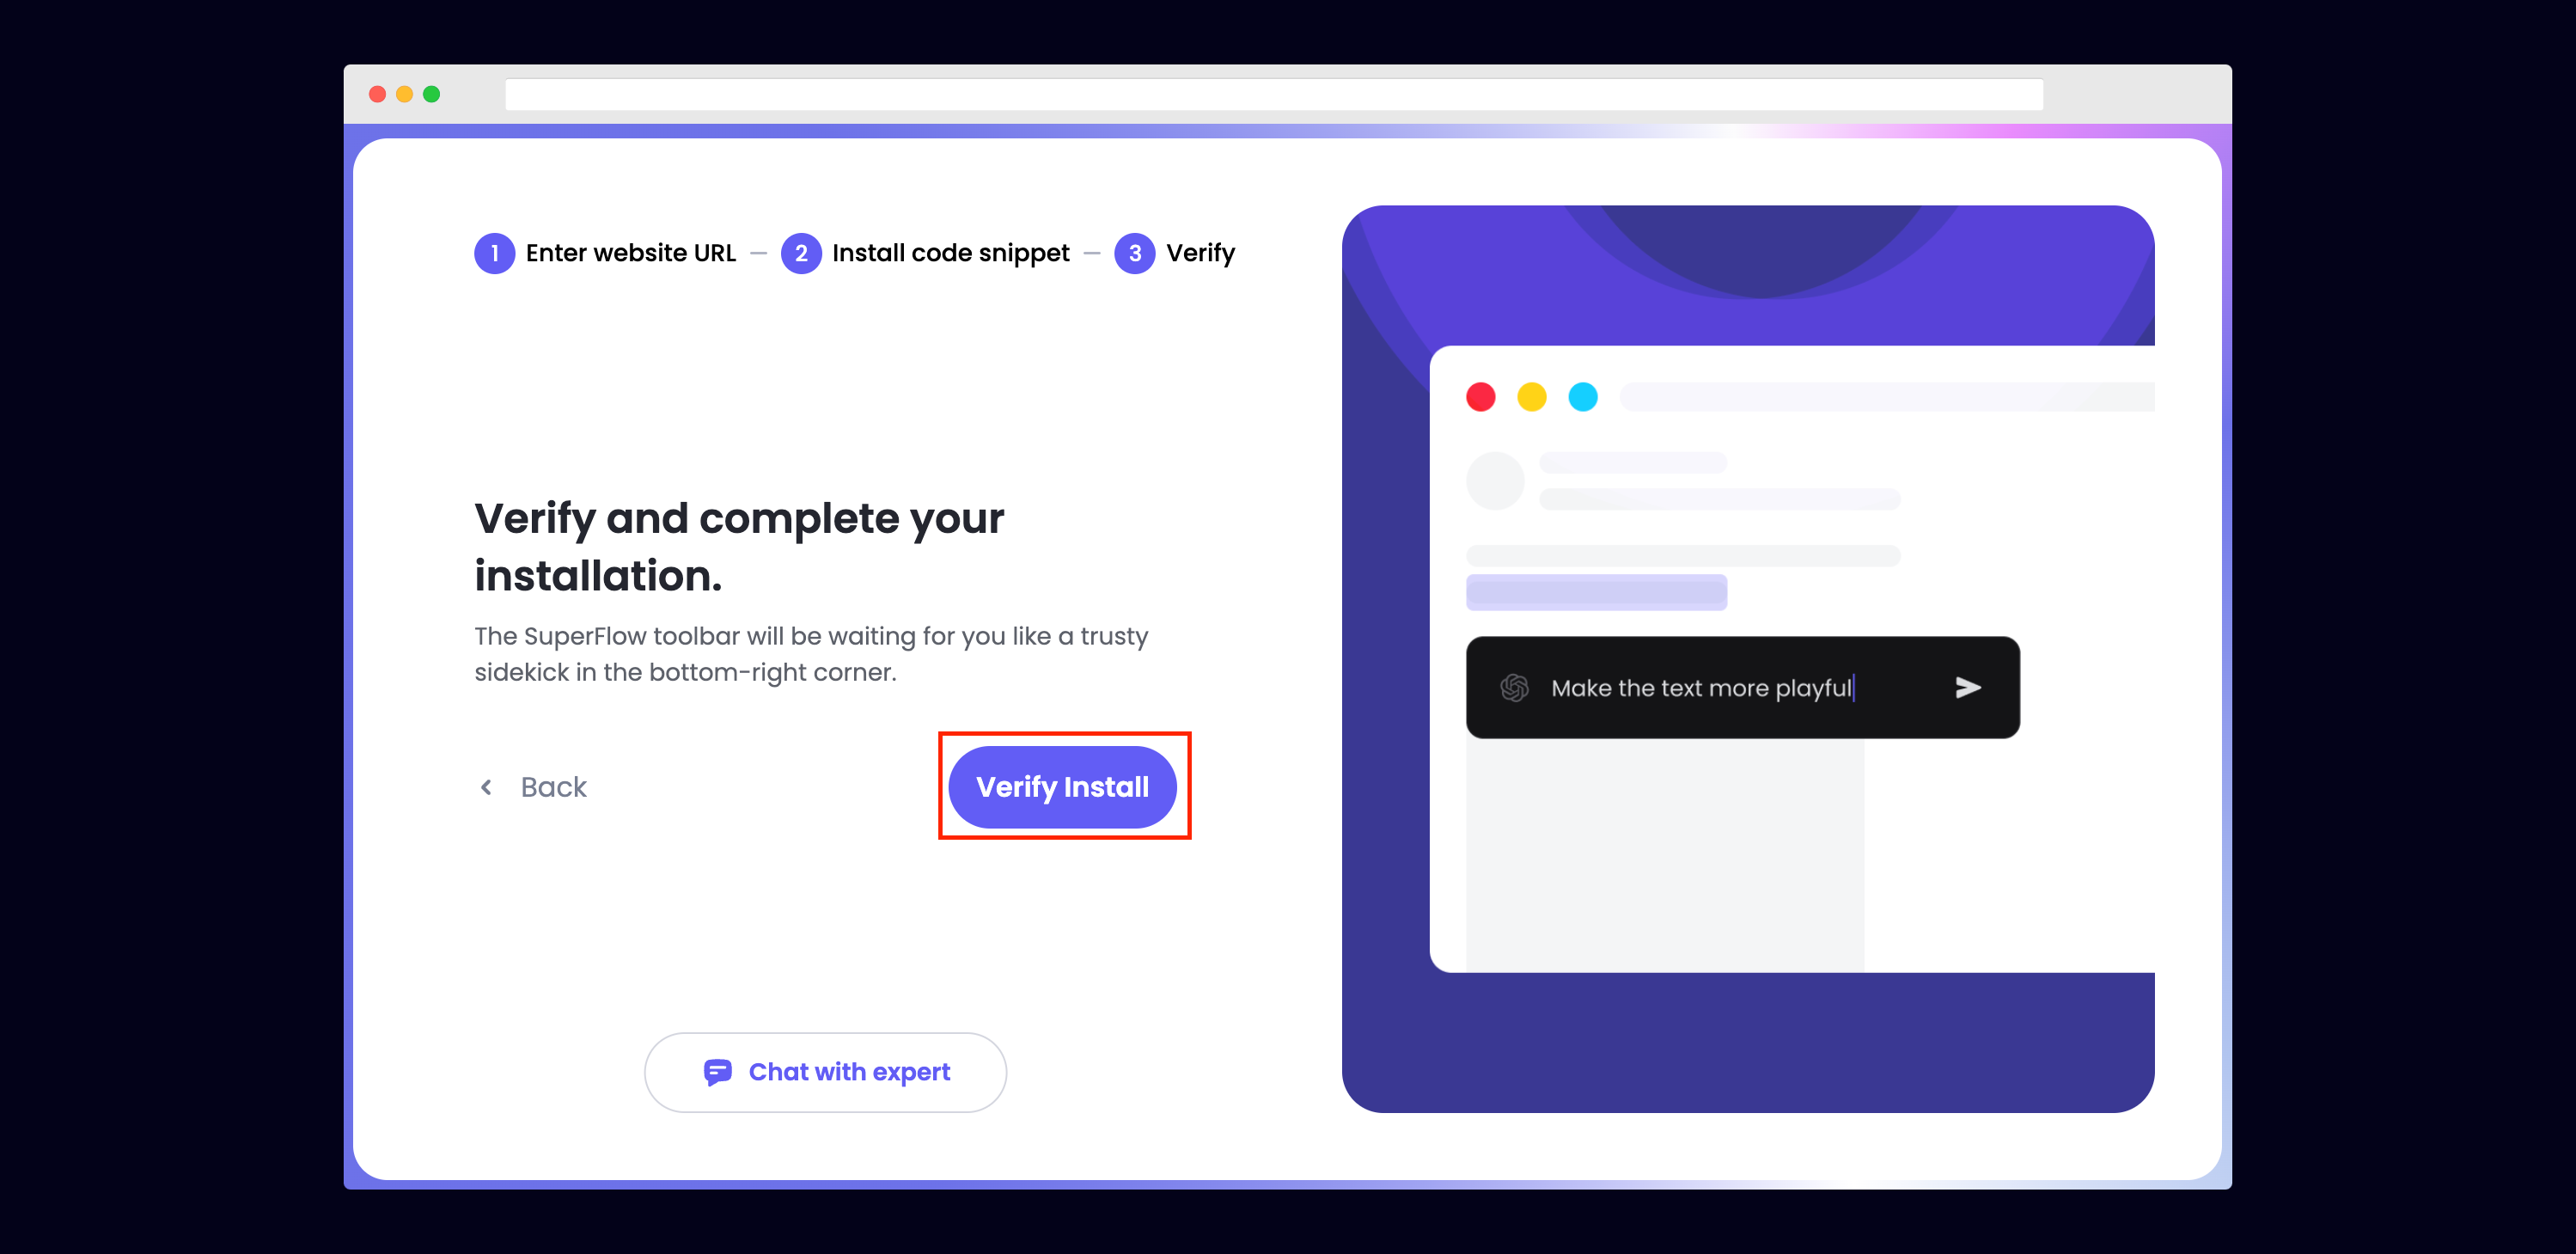 1 Enter website URL — 2 Install code snippet — 3 Verify
Verify and complete your
installation.
The SuperFlow toolbar will be waiting for you like a trusty
sidekick in the bottom-right corner.
Back
Verify Install
Chat with expert
Make the text more playful